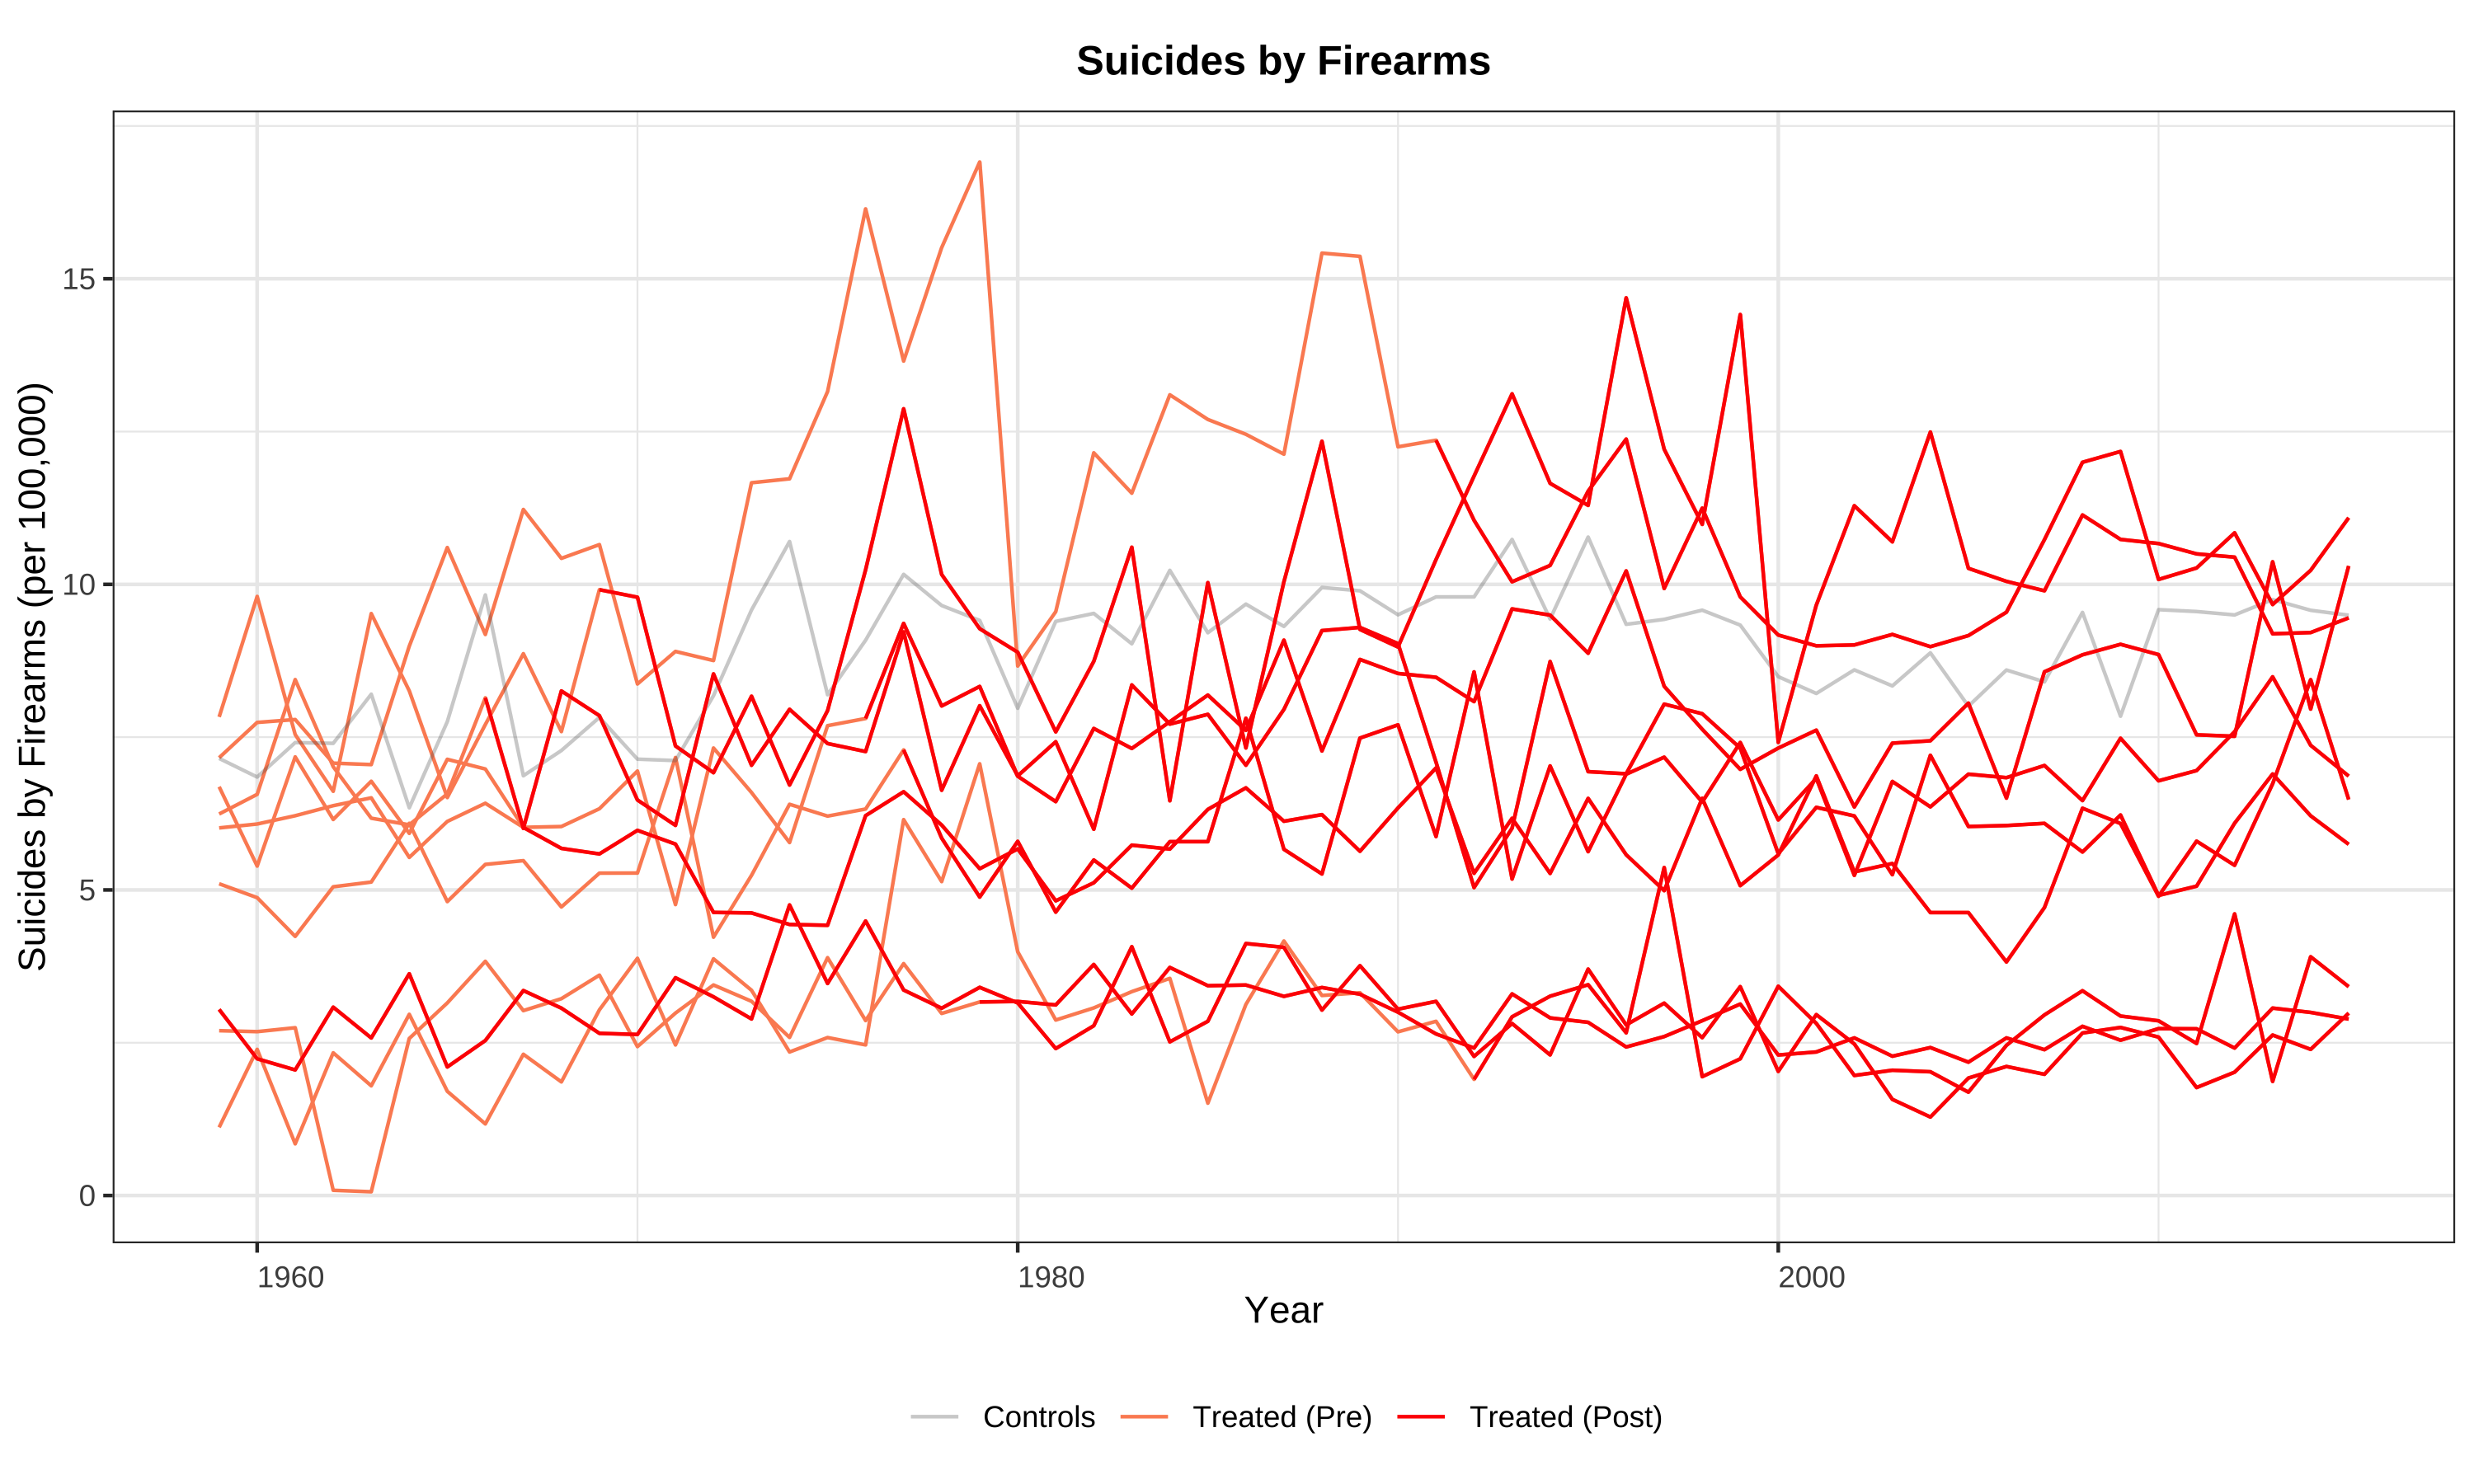 Suicides by Firearms
Suicides by Firearms (per 100,000)
15
10
5
0
1960 1980 2000
Year
Controls Treated (Pre) Treated (Post)